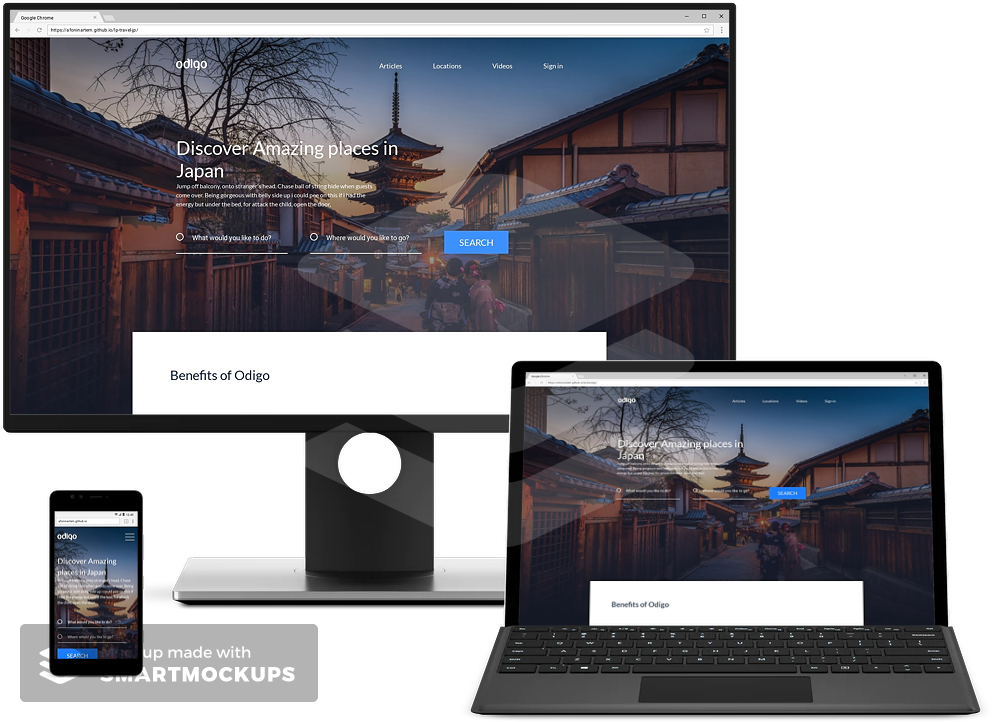 Google Chrome
https://afoninartem.github.io/lp-travel-jp/
odigo
Articles Locations Videos Sign in
Discover Amazing places in
Japan
Jump off balcony, onto stranger's head. Chase ball of string hide when guests
come over. Being gorgeous with belly side up i could pee on this if i had the
energy but under the bed, for attack the child, open the door,
What would you like to do? Where would you like to go? SEARCH
Benefits of Odigo
odigo
Articles Locations Videos Sign in
Discover Amazing places in
Japan
What would you like to do? Where would you like to go? SEARCH
Benefits of Odigo
afoninartem.github.io
odigo
Discover Amazing
places in Japan
What would you like to do?
Where would you like to go?
SEARCH
up made with
SMARTMOCKUPS